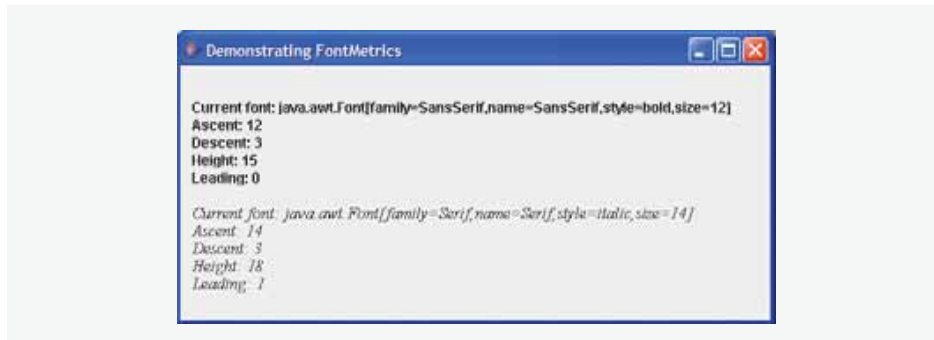 Demonstrating FontMetrics
Current font: java.awt.Font[family=SansSerif,name=SansSerif,style=bold,size=12]
Ascent: 12
Descent: 3
Height: 15
Leading: 0
Current font: java.awt.Font[family=Serif,name=Serif,style=italic,size=14]
Ascent: 14
Descent: 3
Height: 18
Leading: 1